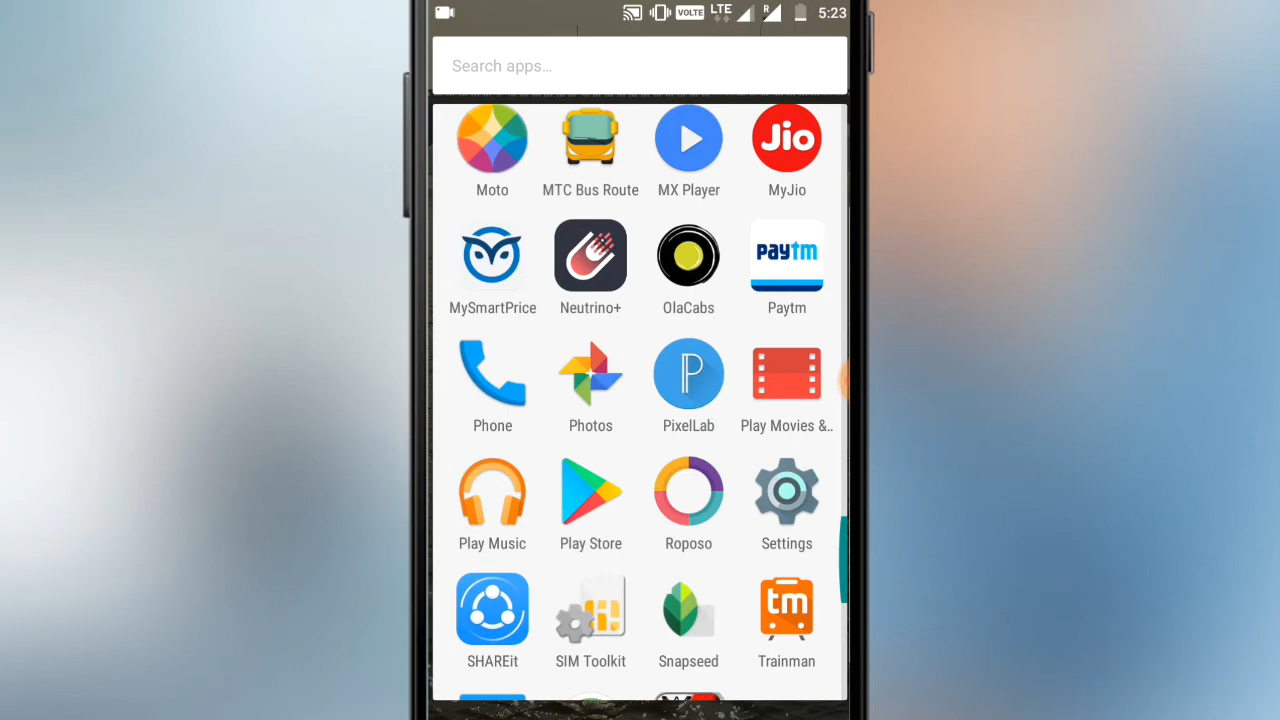 VOLTE LTE R 5:23
Search apps…
Jio
Moto MTC Bus Route MX Player MyJio
paytm
MySmartPrice Neutrino+ OlaCabs Paytm
P
Phone Photos PixelLab Play Movies &..
Play Music Play Store Roposo Settings
tm
SHAREit SIM Toolkit Snapseed Trainman